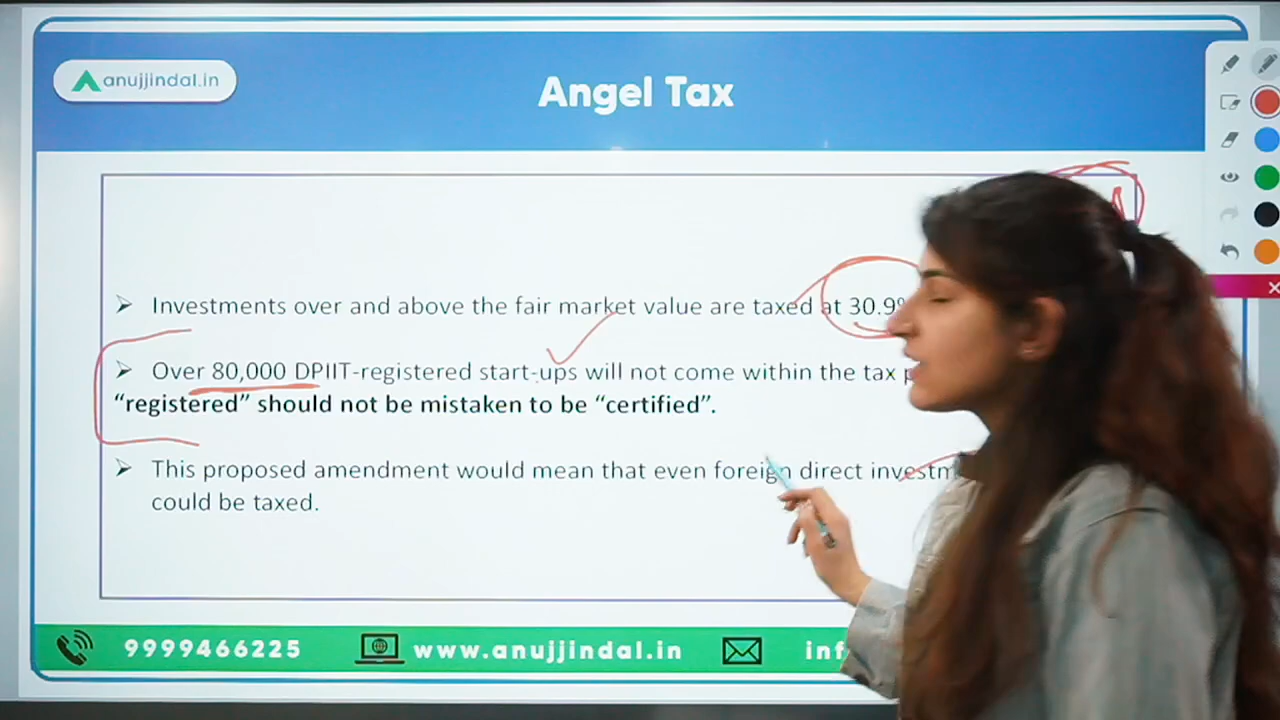 anujjindal.in
Angel Tax
➤ Investments over and above the fair market value are taxed at 30.9%
➤ Over 80,000 DPIIT-registered start-ups will not come within the tax
“registered” should not be mistaken to be “certified”.
➤ This proposed amendment would mean that even foreign direct
could be taxed.
9999466225 www.anujjindal.in